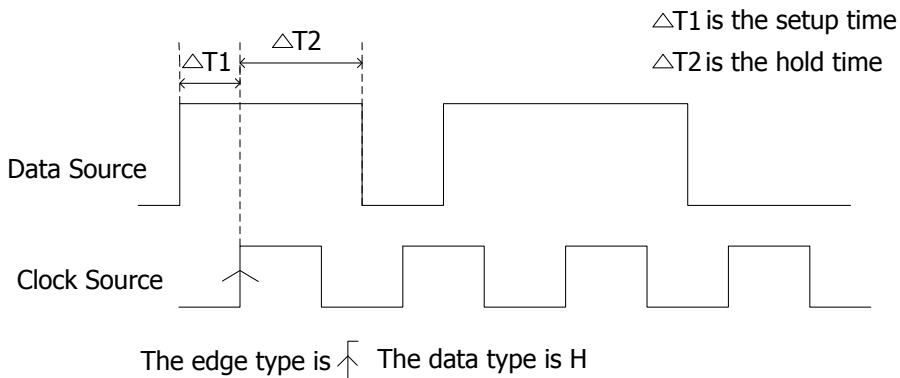 △T1 is the setup time
△T2
△T1
△T2 is the hold time
Data Source
Clock Source
The edge type is The data type is H